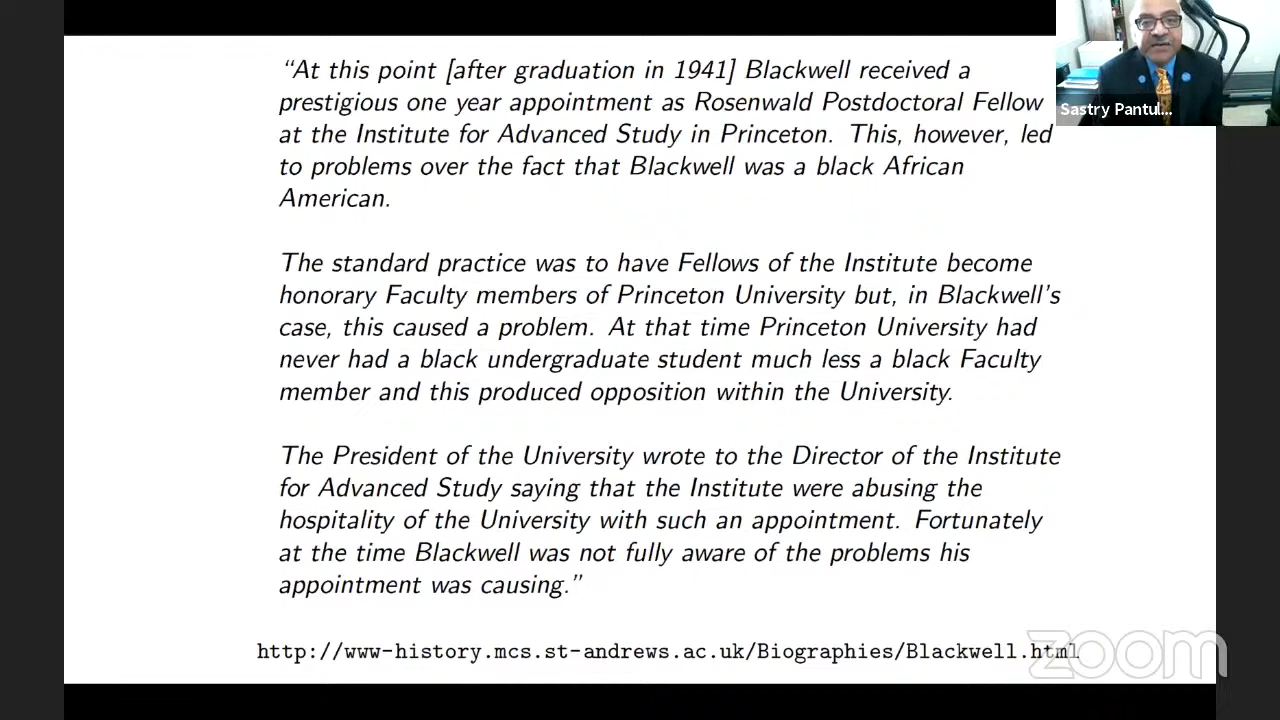 “At this point [after graduation in 1941] Blackwell received a
prestigious one year appointment as Rosenwald Postdoctoral Fellow
at the Institute for Advanced Study in Princeton. This, however, led
to problems over the fact that Blackwell was a black African
American.
The standard practice was to have Fellows of the Institute become
honorary Faculty members of Princeton University but, in Blackwell's
case, this caused a problem. At that time Princeton University had
never had a black undergraduate student much less a black Faculty
member and this produced opposition within the University.
The President of the University wrote to the Director of the Institute
for Advanced Study saying that the Institute were abusing the
hospitality of the University with such an appointment. Fortunately
at the time Blackwell was not fully aware of the problems his
appointment was causing.”
http://www-history.mcs.st-andrews.ac.uk/Biographies/Blackwell.html
Sastry Pantul...
zoom